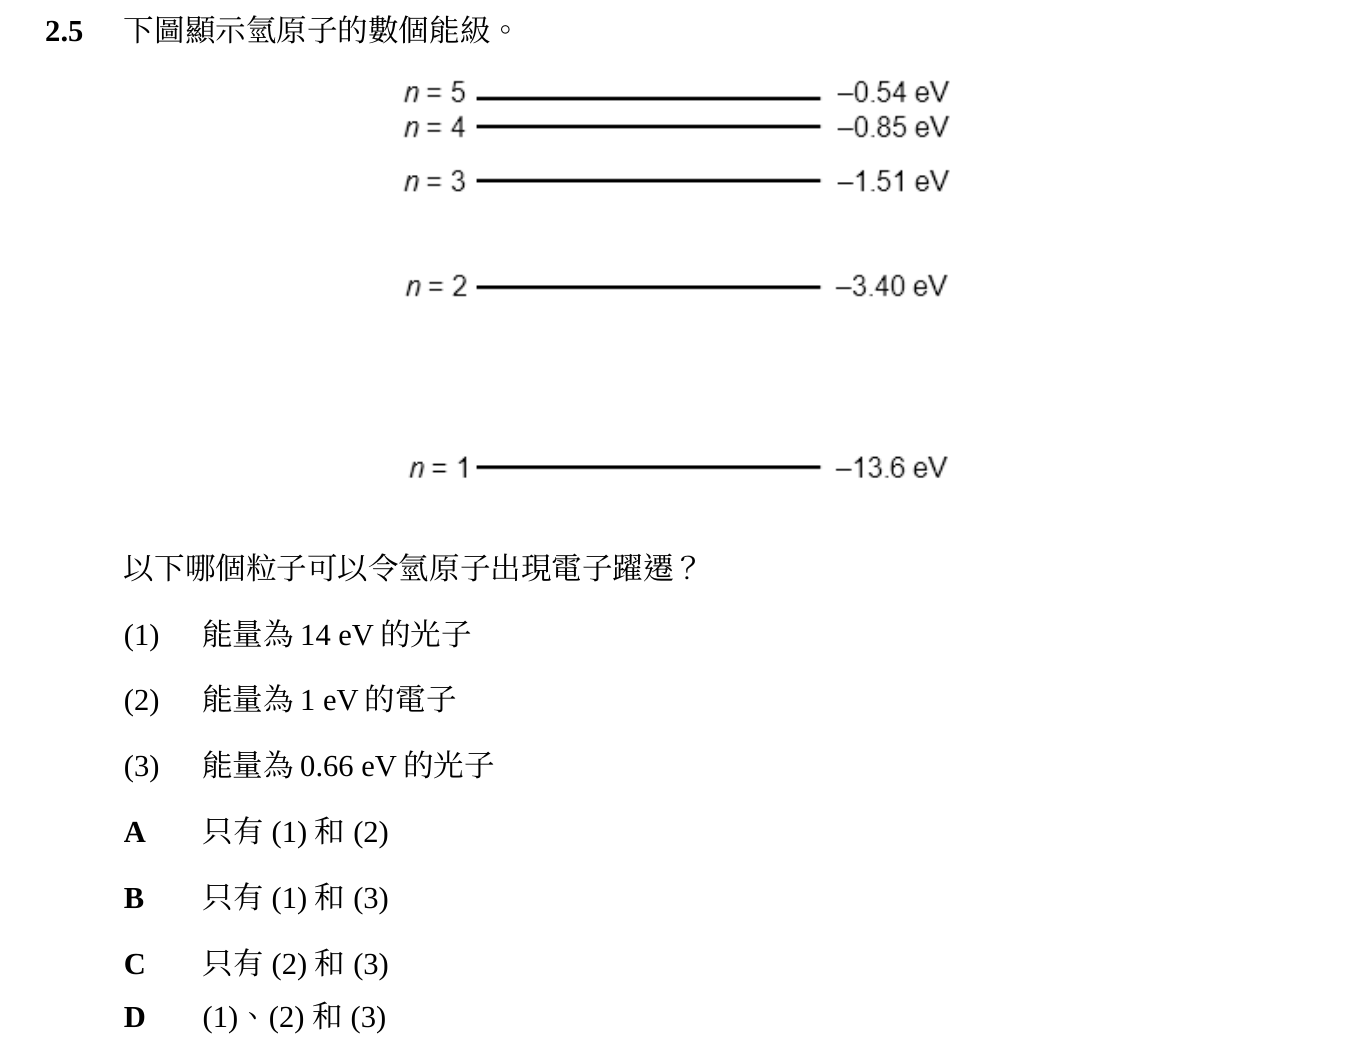 2.5 下圖顯示氫原子的數個能級。
n = 5 –0.54 eV
n = 4 –0.85 eV
n = 3 –1.51 eV
n = 2 –3.40 eV
n = 1 –13.6 eV
以下哪個粒子可以令氫原子出現電子躍遷？
(1) 能量為 14 eV 的光子
(2) 能量為 1 eV 的電子
(3) 能量為 0.66 eV 的光子
A 只有 (1) 和 (2)
B 只有 (1) 和 (3)
C 只有 (2) 和 (3)
D (1)、(2) 和 (3)